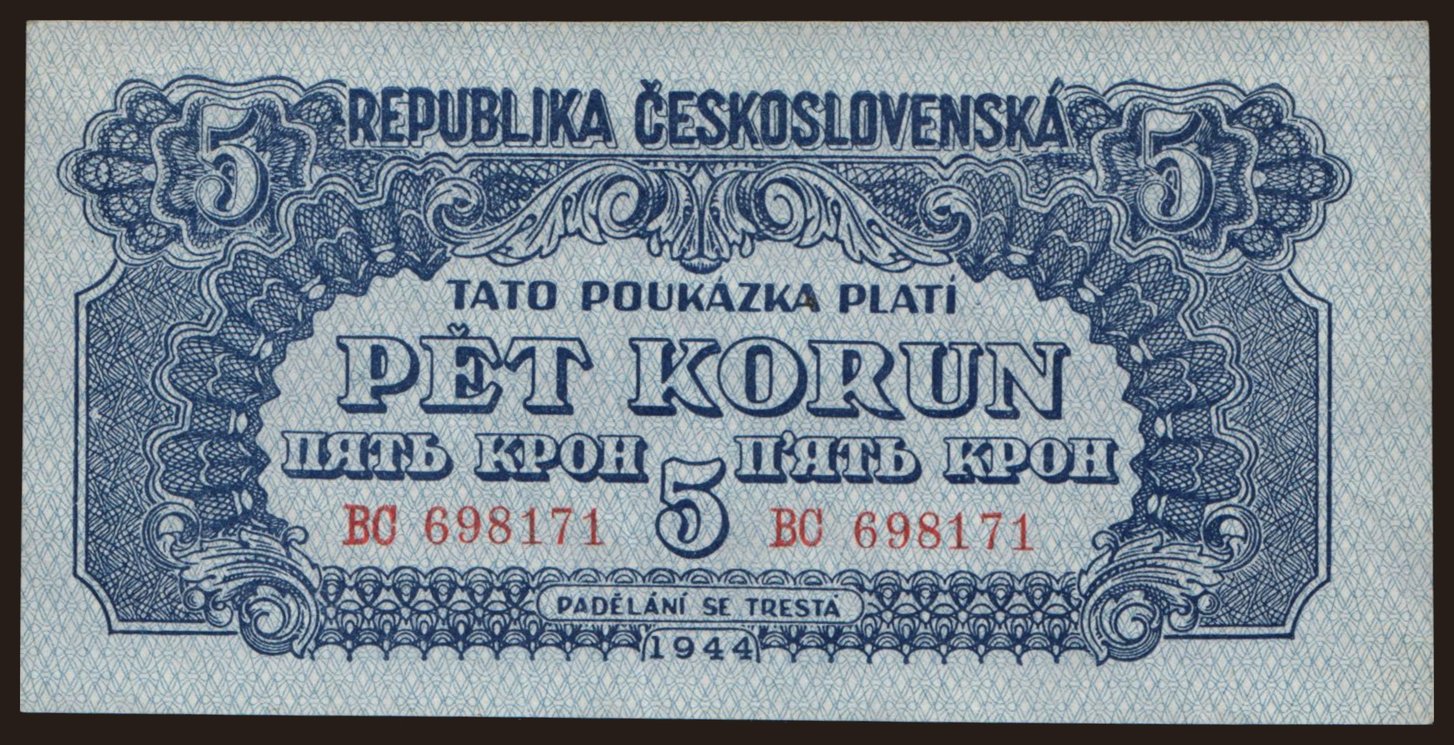 5 REPUBLIKA ČESKOSLOVENSKÁ 5
TATO POUKÁZKA PLATÍ
PĚT KORUN
ПЯТЬ КРОН П'ЯТЬ КРОН
5
BC 698171 BC 698171
PADĚLÁNÍ SE TRESTÁ
1944